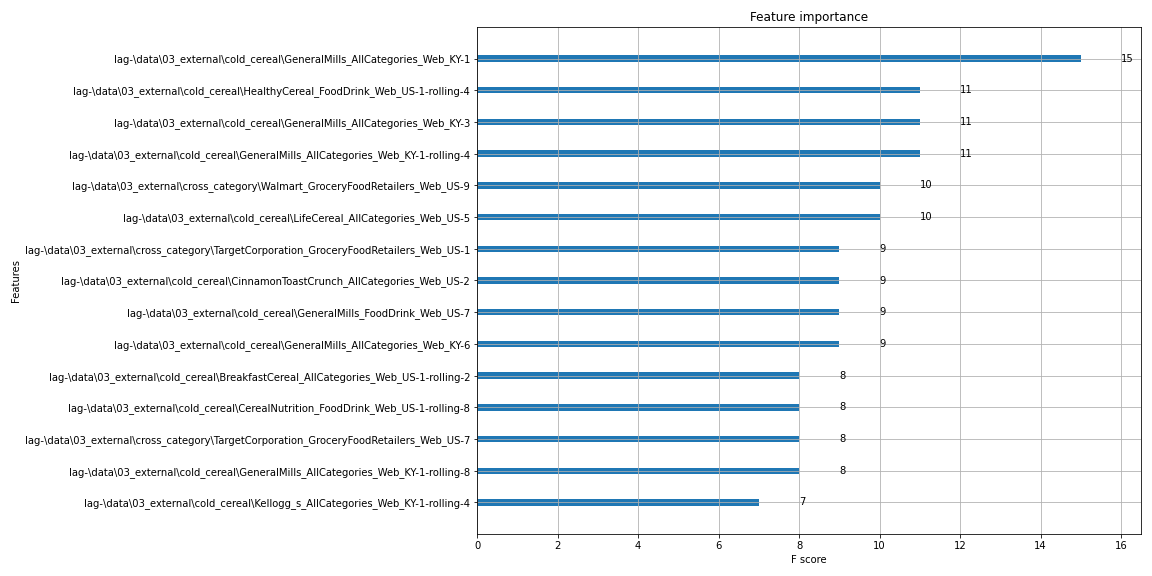 Feature importance
lag-\data\03_external\cold_cereal\GeneralMills_AllCategories_Web_KY-1 15
lag-\data\03_external\cold_cereal\HealthyCereal_FoodDrink_Web_US-1-rolling-4 11
lag-\data\03_external\cold_cereal\GeneralMills_AllCategories_Web_KY-3 11
lag-\data\03_external\cold_cereal\GeneralMills_AllCategories_Web_KY-1-rolling-4 11
lag-\data\03_external\cross_category\Walmart_GroceryFoodRetailers_Web_US-9 10
lag-\data\03_external\cold_cereal\LifeCereal_AllCategories_Web_US-5 10
lag-\data\03_external\cross_category\TargetCorporation_GroceryFoodRetailers_Web_US-1 9
lag-\data\03_external\cold_cereal\CinnamonToastCrunch_AllCategories_Web_US-2 9
lag-\data\03_external\cold_cereal\GeneralMills_FoodDrink_Web_US-7 9
lag-\data\03_external\cold_cereal\GeneralMills_AllCategories_Web_KY-6 9
lag-\data\03_external\cold_cereal\BreakfastCereal_AllCategories_Web_US-1-rolling-2 8
lag-\data\03_external\cold_cereal\CerealNutrition_FoodDrink_Web_US-1-rolling-8 8
lag-\data\03_external\cross_category\TargetCorporation_GroceryFoodRetailers_Web_US-7 8
lag-\data\03_external\cold_cereal\GeneralMills_AllCategories_Web_KY-1-rolling-8 8
lag-\data\03_external\cold_cereal\Kellogg_s_AllCategories_Web_KY-1-rolling-4 7
Features
0 2 4 6 8 10 12 14 16
F score